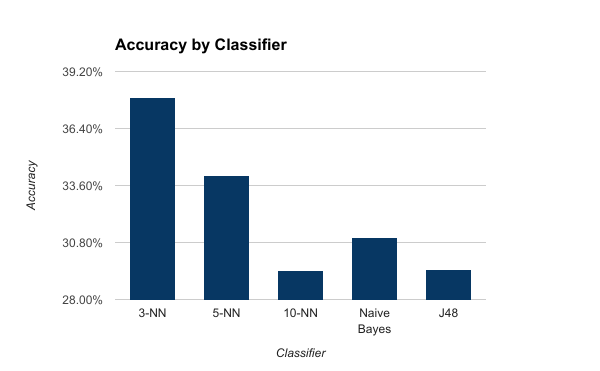 Accuracy by Classifier
39.20%
36.40%
33.60%
30.80%
28.00%
Accuracy
3-NN
5-NN
10-NN
Naive
Bayes
J48
Classifier